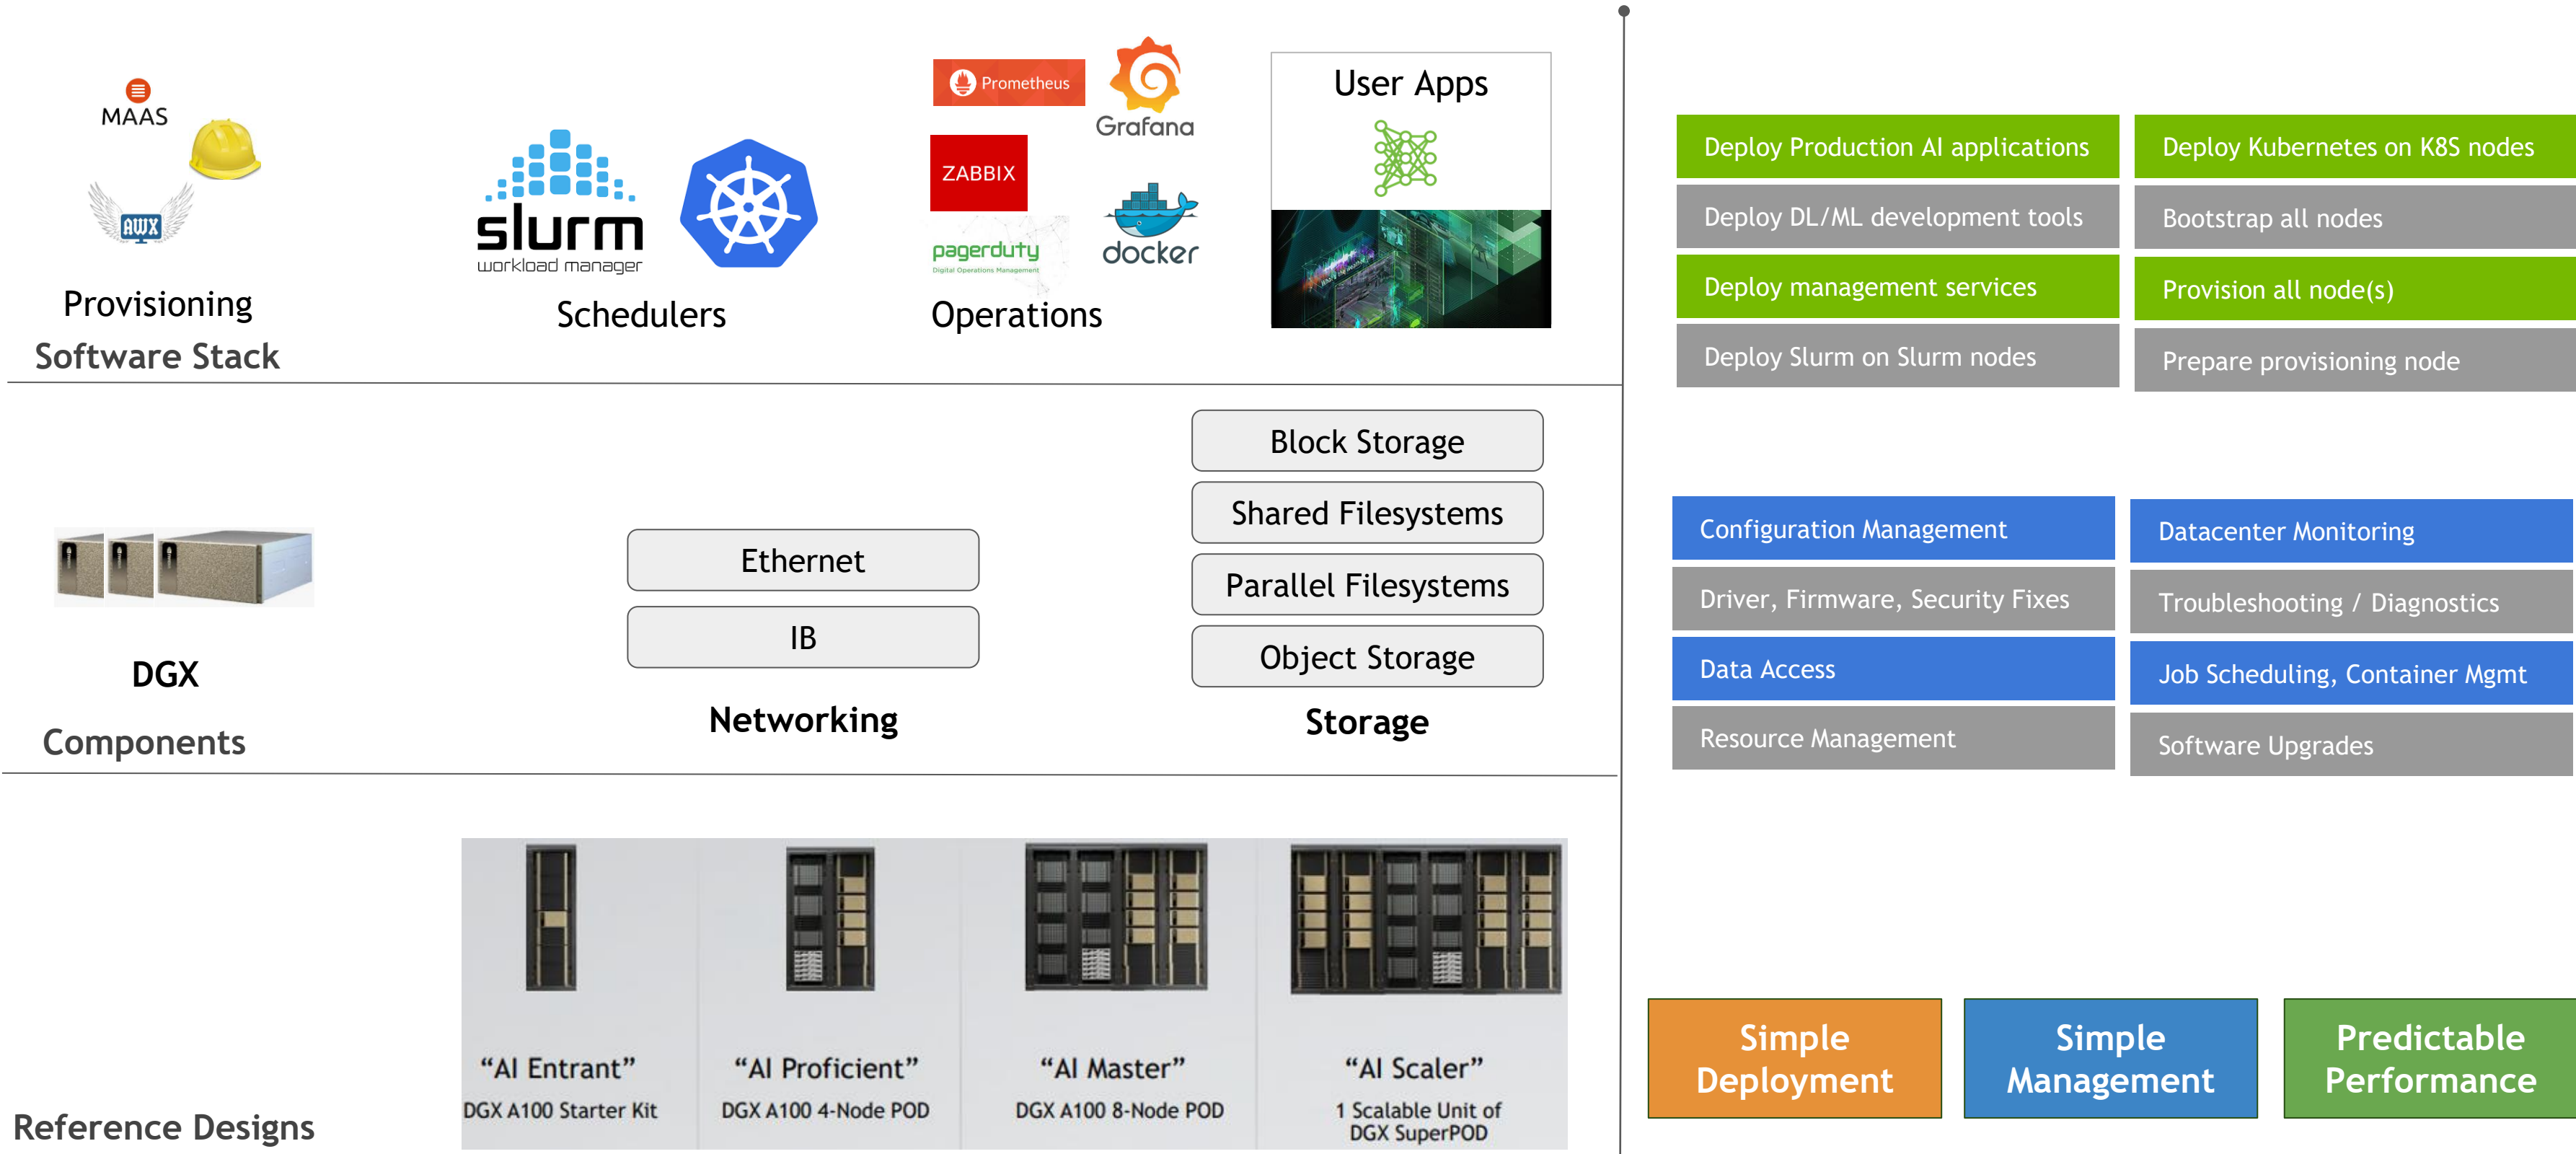 MAAS
AWX
Provisioning
Software Stack
slurm
workload manager
Schedulers
Prometheus
Grafana
ZABBIX
pagerduty
Digital Operations Management
docker
Operations
User Apps
Deploy Production AI applications
Deploy DL/ML development tools
Deploy management services
Deploy Slurm on Slurm nodes
Deploy Kubernetes on K8S nodes
Bootstrap all nodes
Provision all node(s)
Prepare provisioning node
DGX
Components
Ethernet
IB
Networking
Block Storage
Shared Filesystems
Parallel Filesystems
Object Storage
Storage
Configuration Management
Driver, Firmware, Security Fixes
Data Access
Resource Management
Datacenter Monitoring
Troubleshooting / Diagnostics
Job Scheduling, Container Mgmt
Software Upgrades
Reference Designs
“AI Entrant”
DGX A100 Starter Kit
“AI Proficient”
DGX A100 4-Node POD
“AI Master”
DGX A100 8-Node POD
“AI Scaler”
1 Scalable Unit of
DGX SuperPOD
Simple
Deployment
Simple
Management
Predictable
Performance